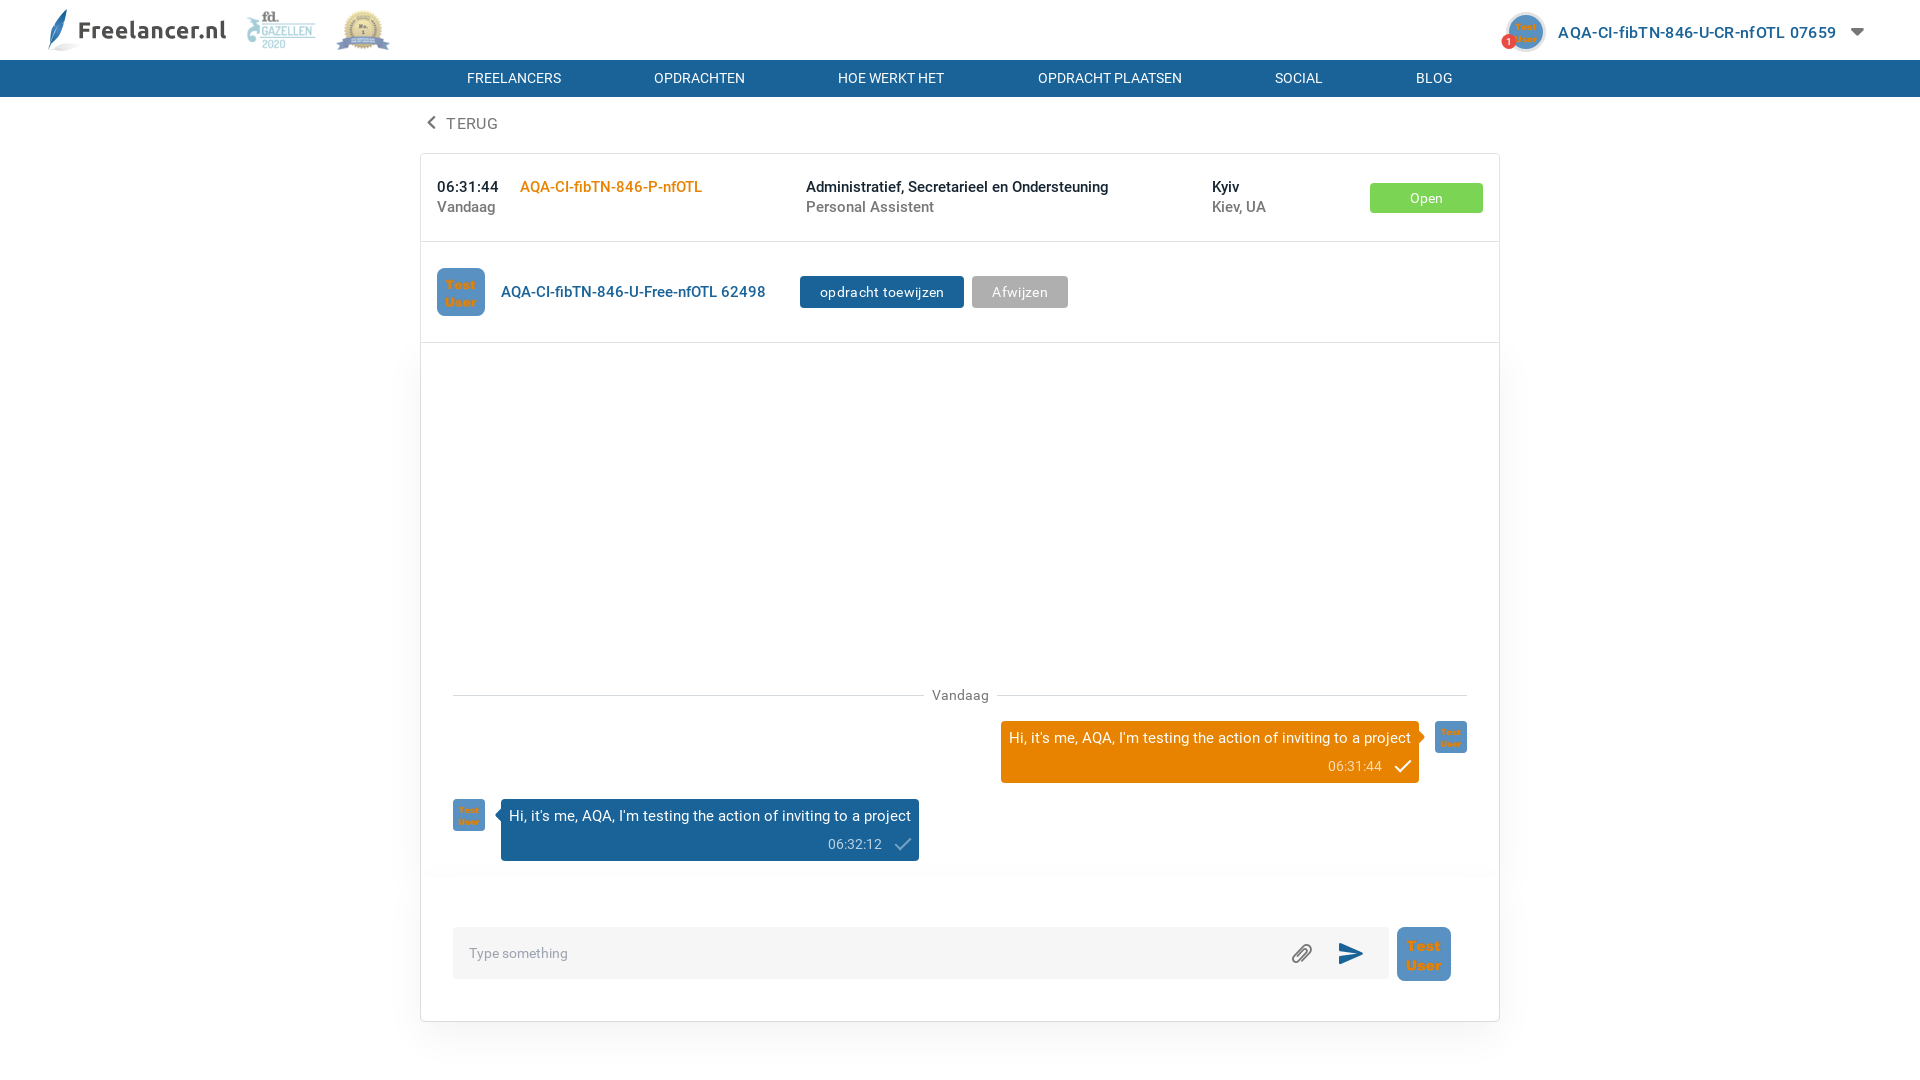 Freelancer.nl
fd.
GAZELLEN
2020
No.
1
Test
User
1
AQA-CI-fibTN-846-U-CR-nfOTL 07659
FREELANCERS OPDRACHTEN HOE WERKT HET OPDRACHT PLAATSEN SOCIAL BLOG
TERUG
06:31:44 AQA-CI-fibTN-846-P-nfOTL Administratief, Secretarieel en Ondersteuning Kyiv
Vandaag Personal Assistent Kiev, UA
Open
Test
User
AQA-CI-fibTN-846-U-Free-nfOTL 62498 opdracht toewijzen Afwijzen
Vandaag
Hi, it's me, AQA, I'm testing the action of inviting to a project
06:31:44
Test
User
Test
User
Hi, it's me, AQA, I'm testing the action of inviting to a project
06:32:12
Type something
Test
User